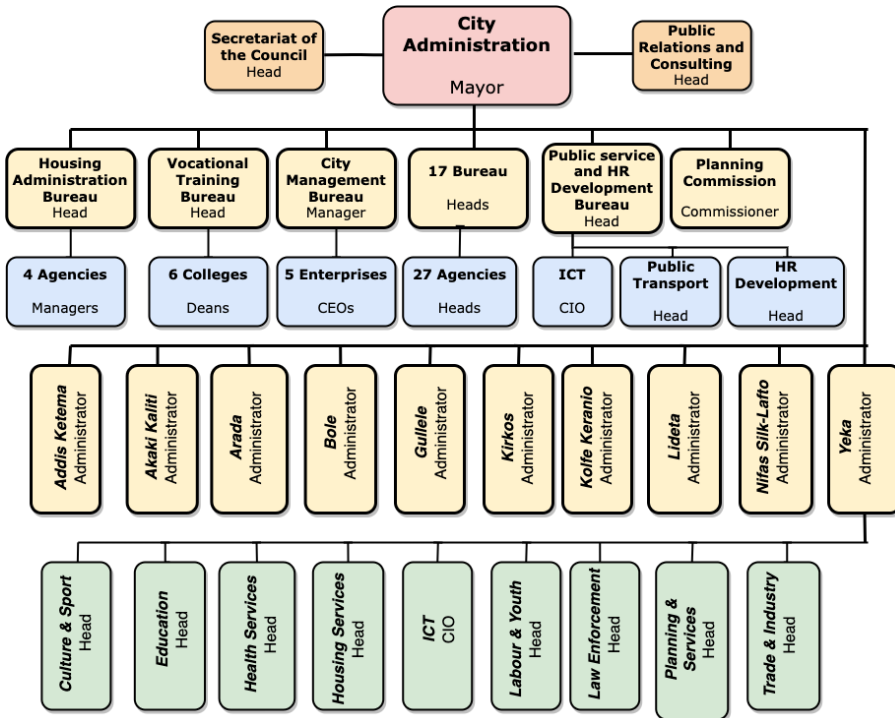 City
Administration
Mayor
Secretariat of
the Council
Head
Public
Relations and
Consulting
Head
Housing
Administration
Bureau
Head
Vocational
Training
Bureau
Head
City
Management
Bureau
Manager
17 Bureau
Heads
Public service
and HR
Development
Bureau
Head
Planning
Commission
Commissioner
4 Agencies
Managers
6 Colleges
Deans
5 Enterprises
CEOs
27 Agencies
Heads
ICT
CIO
Public
Transport
Head
HR
Development
Head
Addis Ketema
Administrator
Akaki Kaliti
Administrator
Arada
Administrator
Bole
Administrator
Gullele
Administrator
Kirkos
Administrator
Kolfe Keranio
Administrator
Lideta
Administrator
Nifas Silk-Lafto
Administrator
Yeka
Administrator
Culture & Sport
Head
Education
Head
Health Services
Head
Housing Services
Head
ICT
CIO
Labour & Youth
Head
Law Enforcement
Head
Planning &
Services
Head
Trade & Industry
Head